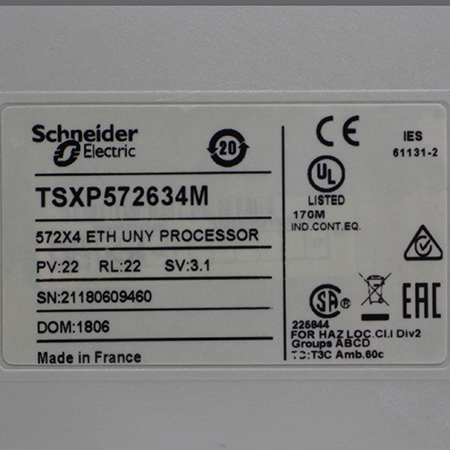 Schneider
Electric
20
TSXP572634M
572X4 ETH UNY PROCESSOR
PV:22 RL:22 SV:3.1
SN:21180609460
DOM:1806
Made in France
CE
IES
61131-2
UL
LISTED
170M
IND.CONT.EQ.
SA
EAC
225844
FOR HAZ LOC.Cl.I Div2
Groups ABCD
TC:T3C Amb.60c